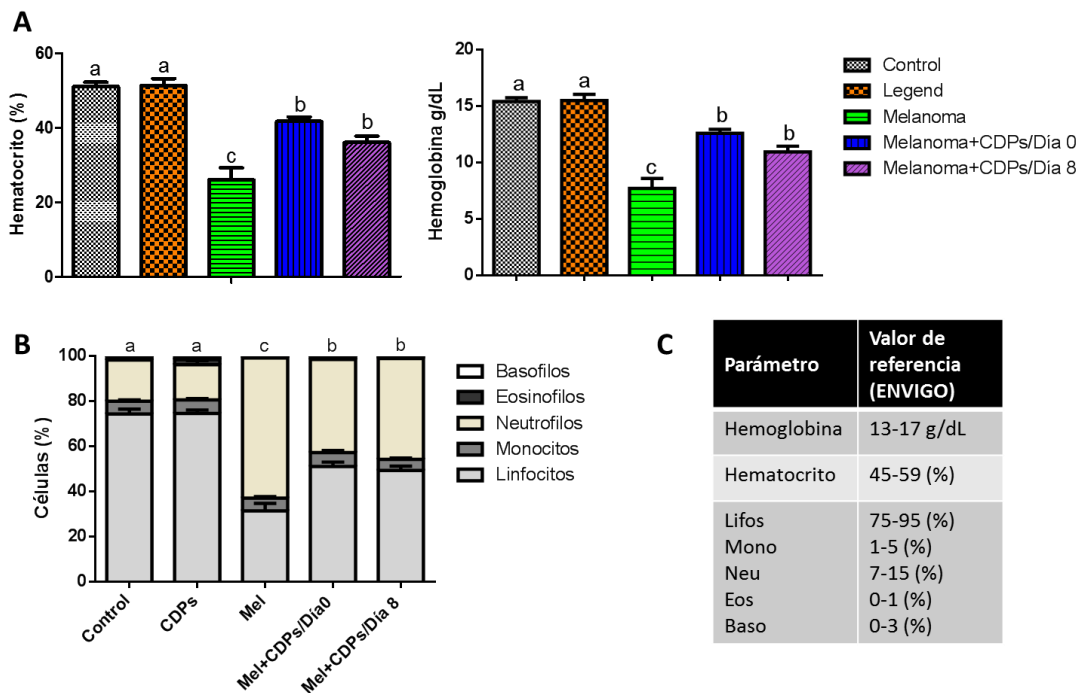 A
Hematocrito (%)
60
40
20
0
a
a
c
b
b
Hemoglobina g/dL
20
15
10
5
0
a
a
c
b
b
Control
Legend
Melanoma
Melanoma+CDPs/Dia 0
Melanoma+CDPs/Día 8
B
Células (%)
100
80
60
40
20
0
a
a
c
b
b
Control
CDPs
Mel
Mel+CDPs/Día0
Mel+CDPs/Día 8
Basofilos
Eosinofilos
Neutrofilos
Monocitos
Linfocitos
C
Parámetro
Valor de
referencia
(ENVIGO)
Hemoglobina 13-17 g/dL
Hematocrito 45-59 (%)
Lifos 75-95 (%)
Mono 1-5 (%)
Neu 7-15 (%)
Eos 0-1 (%)
Baso 0-3 (%)